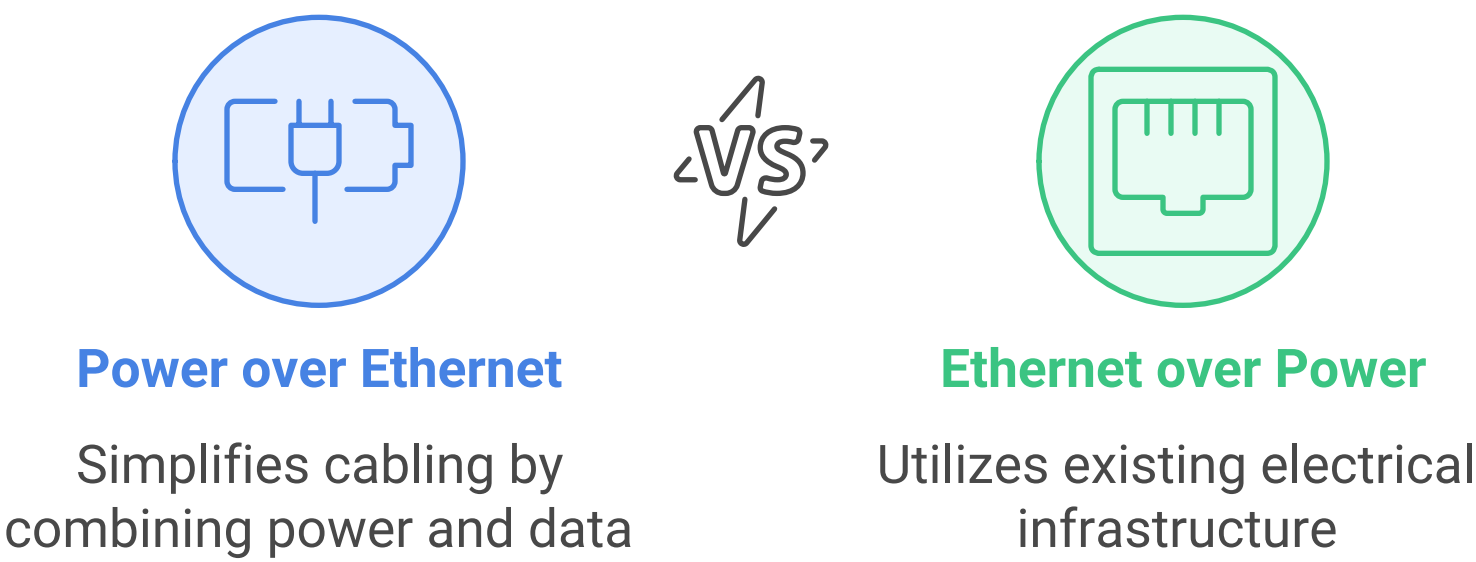 VS
Power over Ethernet
Simplifies cabling by
combining power and data
Ethernet over Power
Utilizes existing electrical
infrastructure